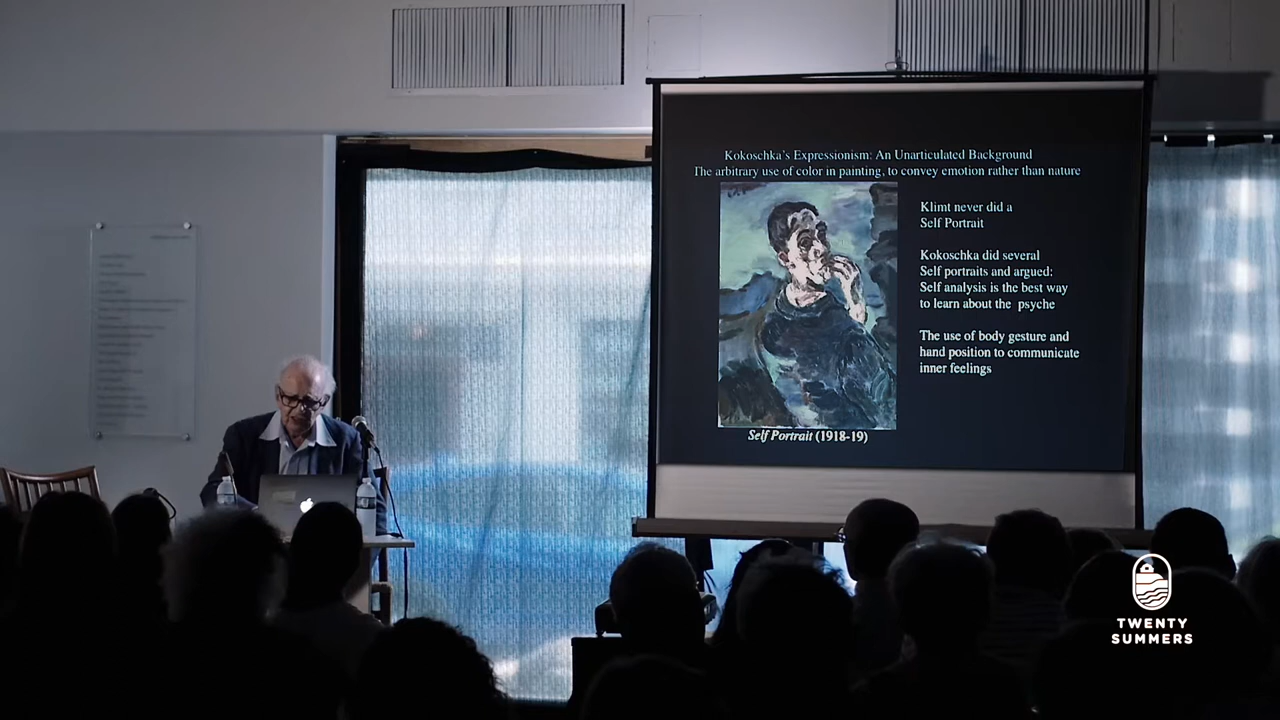 Kokoschka's Expressionism: An Unarticulated Background
The arbitrary use of color in painting, to convey emotion rather than nature
Klimt never did a
Self Portrait
Kokoschka did several
Self portraits and argued:
Self analysis is the best way
to learn about the psyche
The use of body gesture and
hand position to communicate
inner feelings
Self Portrait (1918-19)
TWENTY
SUMMERS